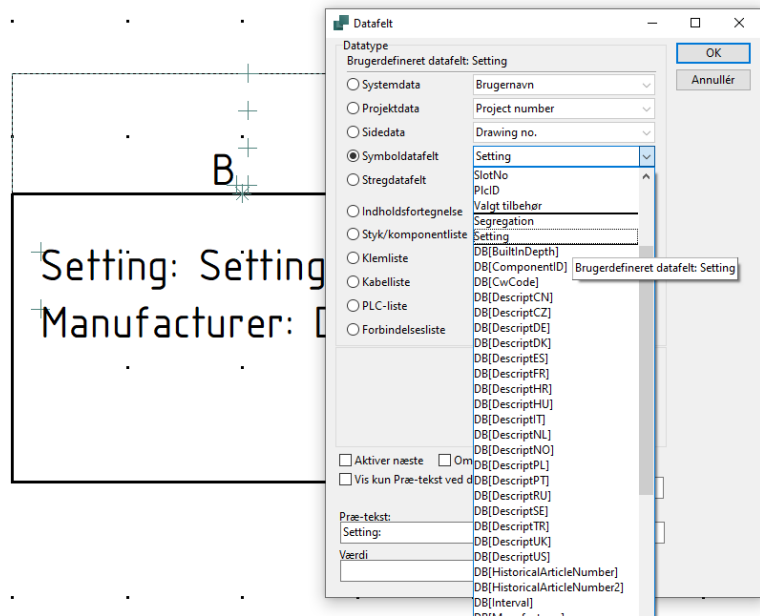 Datafelt
Datatype
Brugerdefineret datafelt: Setting
Systemdata Brugernavn
Projektdata Project number
Sidedata Drawing no.
Symboldatafelt Setting
Stregdatafelt
Indholdsfortegnelse
Styk/komponentliste
Klemliste
Kabelliste
PLC-liste
Forbindelsesliste
SlotNo
PlcID
Valgt tilbehør
Segregation
Setting
DB[BuiltInDepth]
DB[ComponentID]
DB[CwCode]
DB[DescriptCN]
DB[DescriptCZ]
DB[DescriptDE]
DB[DescriptDK]
DB[DescriptES]
DB[DescriptFR]
DB[DescriptHR]
DB[DescriptHU]
DB[DescriptIT]
DB[DescriptNL]
DB[DescriptNO]
DB[DescriptPL]
DB[DescriptPT]
DB[DescriptRU]
DB[DescriptSE]
DB[DescriptTR]
DB[DescriptUK]
DB[DescriptUS]
DB[HistoricalArticleNumber]
DB[HistoricalArticleNumber2]
DB[Interval]
Brugerdefineret datafelt: Setting
Aktiver næste Om
Vis kun Præ-tekst ved d
Præ-tekst:
Setting:
Værdi
OK
Annullér
B
Setting: Setting
Manufacturer: